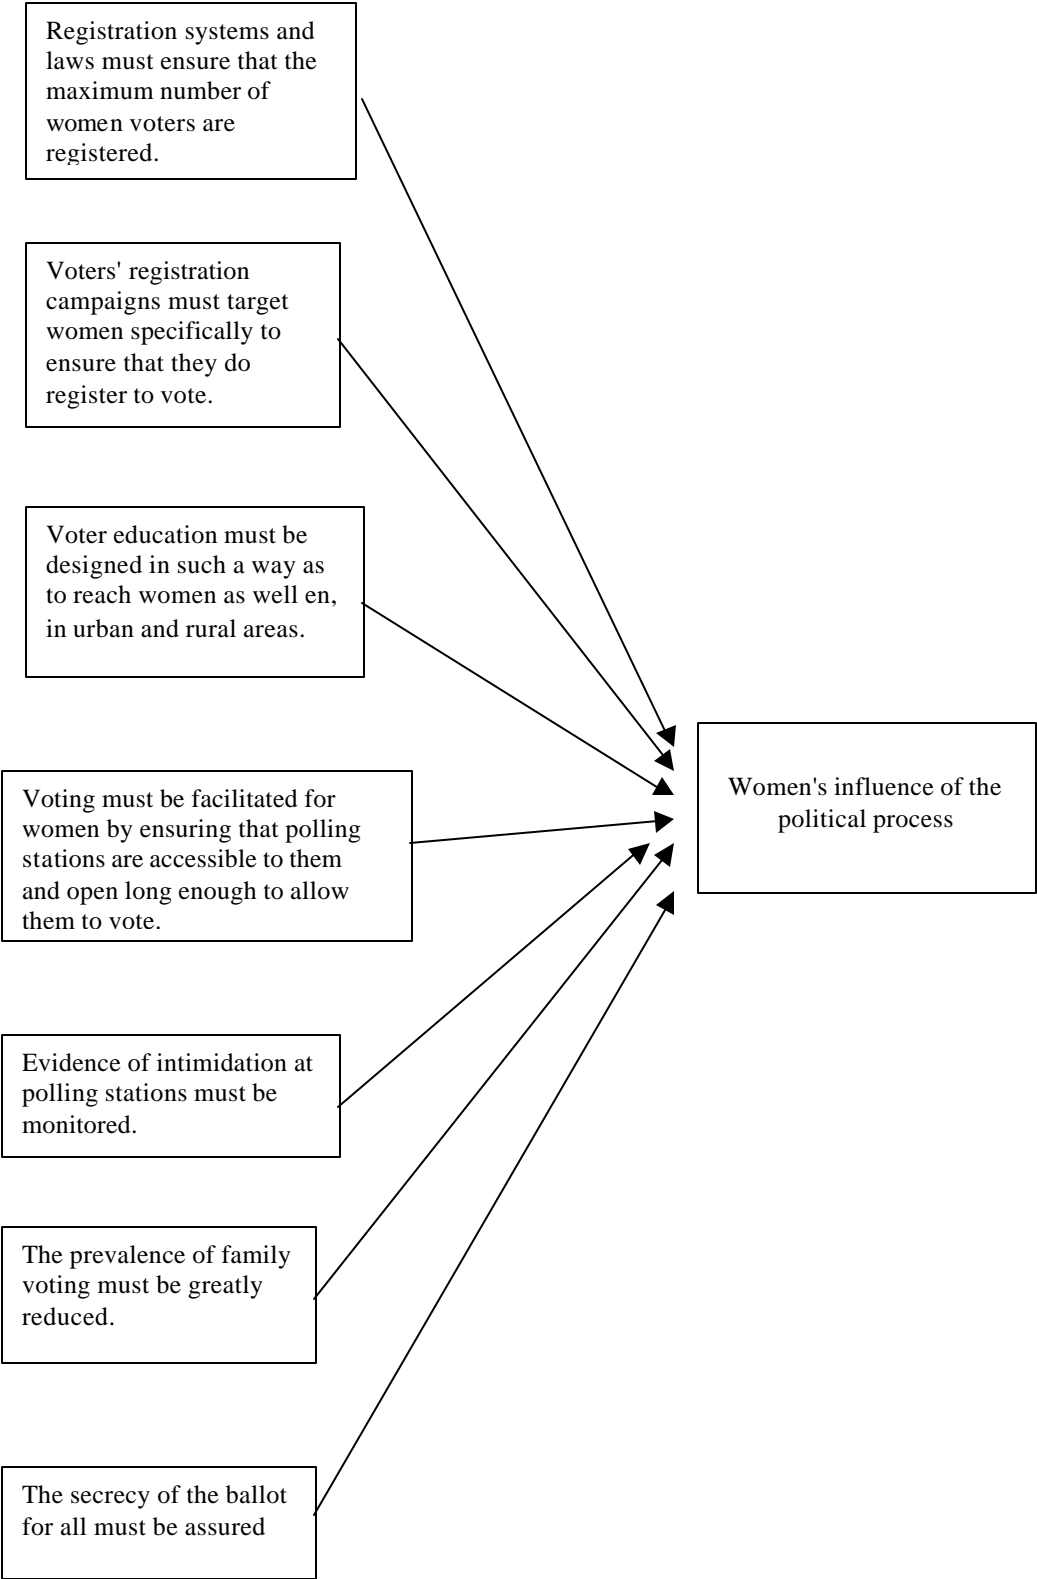 Registration systems and
laws must ensure that the
maximum number of
women voters are
registered.
Voters' registration
campaigns must target
women specifically to
ensure that they do
register to vote.
Voter education must be
designed in such a way as
to reach women as well en,
in urban and rural areas.
Voting must be facilitated for
women by ensuring that polling
stations are accessible to them
and open long enough to allow
them to vote.
Women's influence of the
political process
Evidence of intimidation at
polling stations must be
monitored.
The prevalence of family
voting must be greatly
reduced.
The secrecy of the ballot
for all must be assured